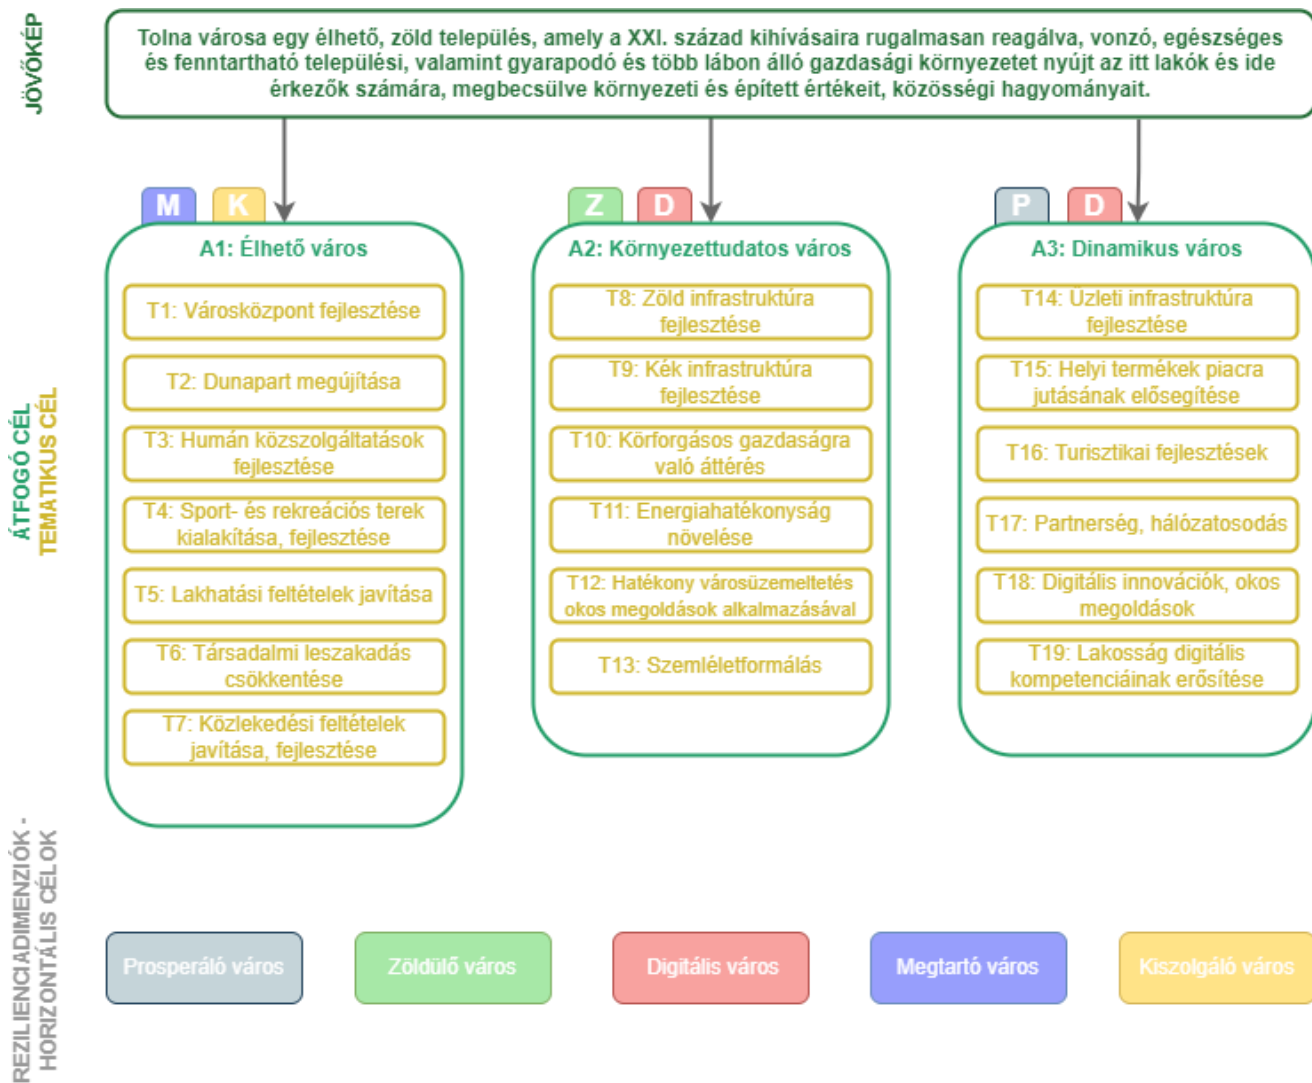 JÖVŐKÉP
Tolna városa egy élhető, zöld település, amely a XXI. század kihívásaira rugalmasan reagálva, vonzó, egészséges
és fenntartható települési, valamint gyarapodó és több lábon álló gazdasági környezetet nyújt az itt lakók és ide
érkezők számára, megbecsülve környezeti és épített értékeit, közösségi hagyományait.
ÁTFOGÓ CÉL
TEMATIKUS CÉL
M
K
A1: Élhető város
T1: Városközpont fejlesztése
T2: Dunapart megújítása
T3: Humán közszolgáltatások
fejlesztése
T4: Sport- és rekreációs terek
kialakítása, fejlesztése
T5: Lakhatási feltételek javítása
T6: Társadalmi leszakadás
csökkentése
T7: Közlekedési feltételek
javítása, fejlesztése
Z
D
A2: Környezettudatos város
T8: Zöld infrastruktúra
fejlesztése
T9: Kék infrastruktúra
fejlesztése
T10: Körforgásos gazdaságra
való áttérés
T11: Energiahatékonyság
növelése
T12: Hatékony városüzemeltetés
okos megoldások alkalmazásával
T13: Szemléletformálás
P
D
A3: Dinamikus város
T14: Üzleti infrastruktúra
fejlesztése
T15: Helyi termékek piacra
jutásának elősegítése
T16: Turisztikai fejlesztések
T17: Partnerség, hálózatosodás
T18: Digitális innovációk, okos
megoldások
T19: Lakosság digitális
kompetenciáinak erősítése
REZILIENCIADIMENZIÓK -
HORIZONTÁLIS CÉLOK
Prosperáló város
Zöldülő város
Digitális város
Megtartó város
Kiszolgáló város